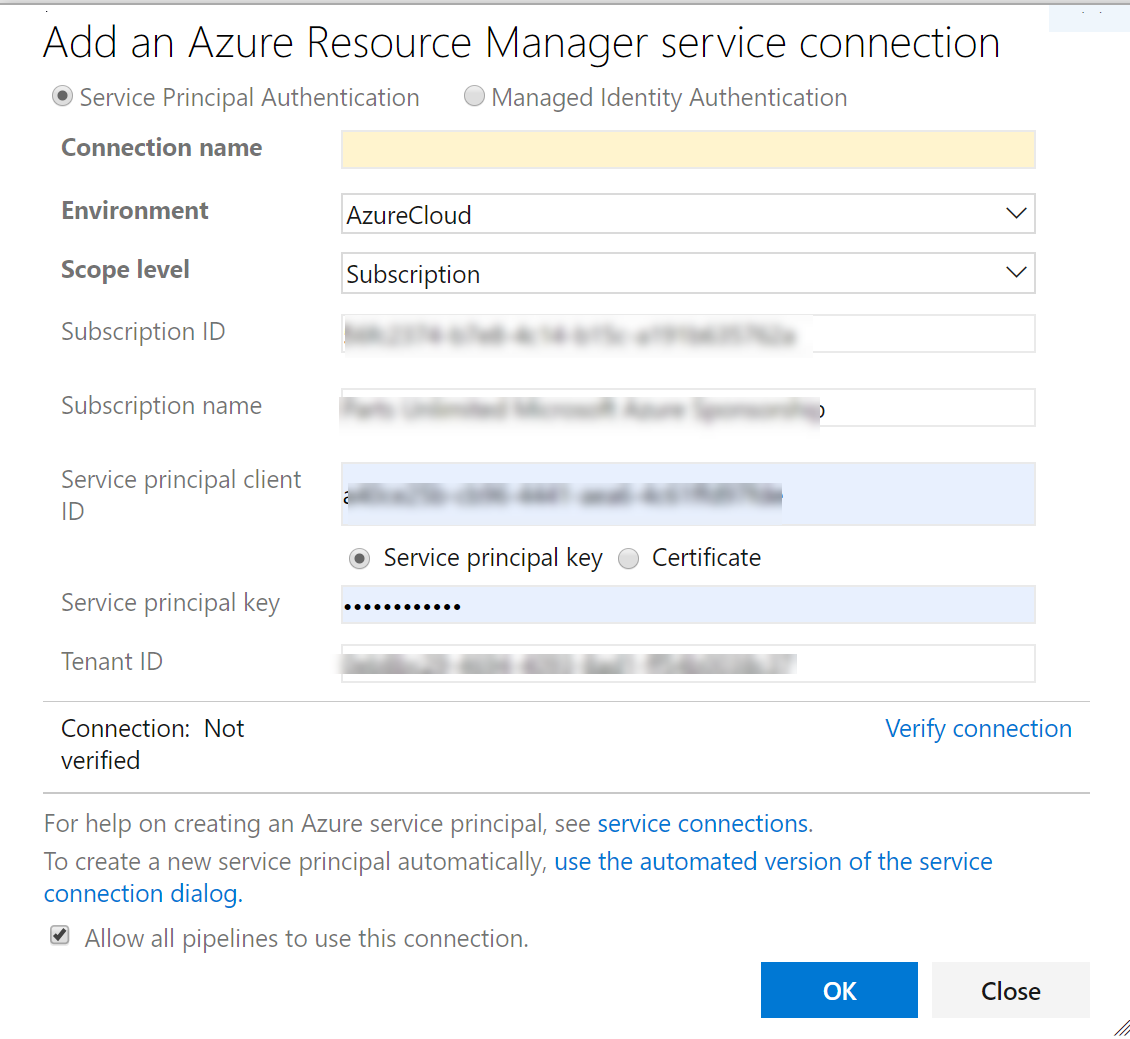 Add an Azure Resource Manager service connection
Service Principal Authentication Managed Identity Authentication
Connection name
Environment AzureCloud
Scope level Subscription
Subscription ID
Subscription name
Service principal client
ID
Service principal key Certificate
Service principal key ••••••••••••
Tenant ID
Connection: Not
verified
Verify connection
For help on creating an Azure service principal, see service connections.
To create a new service principal automatically, use the automated version of the service
connection dialog.
Allow all pipelines to use this connection.
OK Close